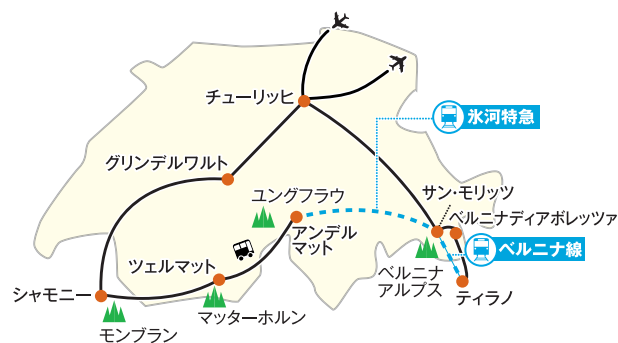 チューリッヒ
氷河特急
グリンデルワルト
ユングフラウ
サン・モリッツ
ベルニナディアボレッツァ
アンデル
マット
ベルニナ線
ツェルマット
ベルニナ
アルプス
シャモニー
ティラノ
マッターホルン
モンブラン